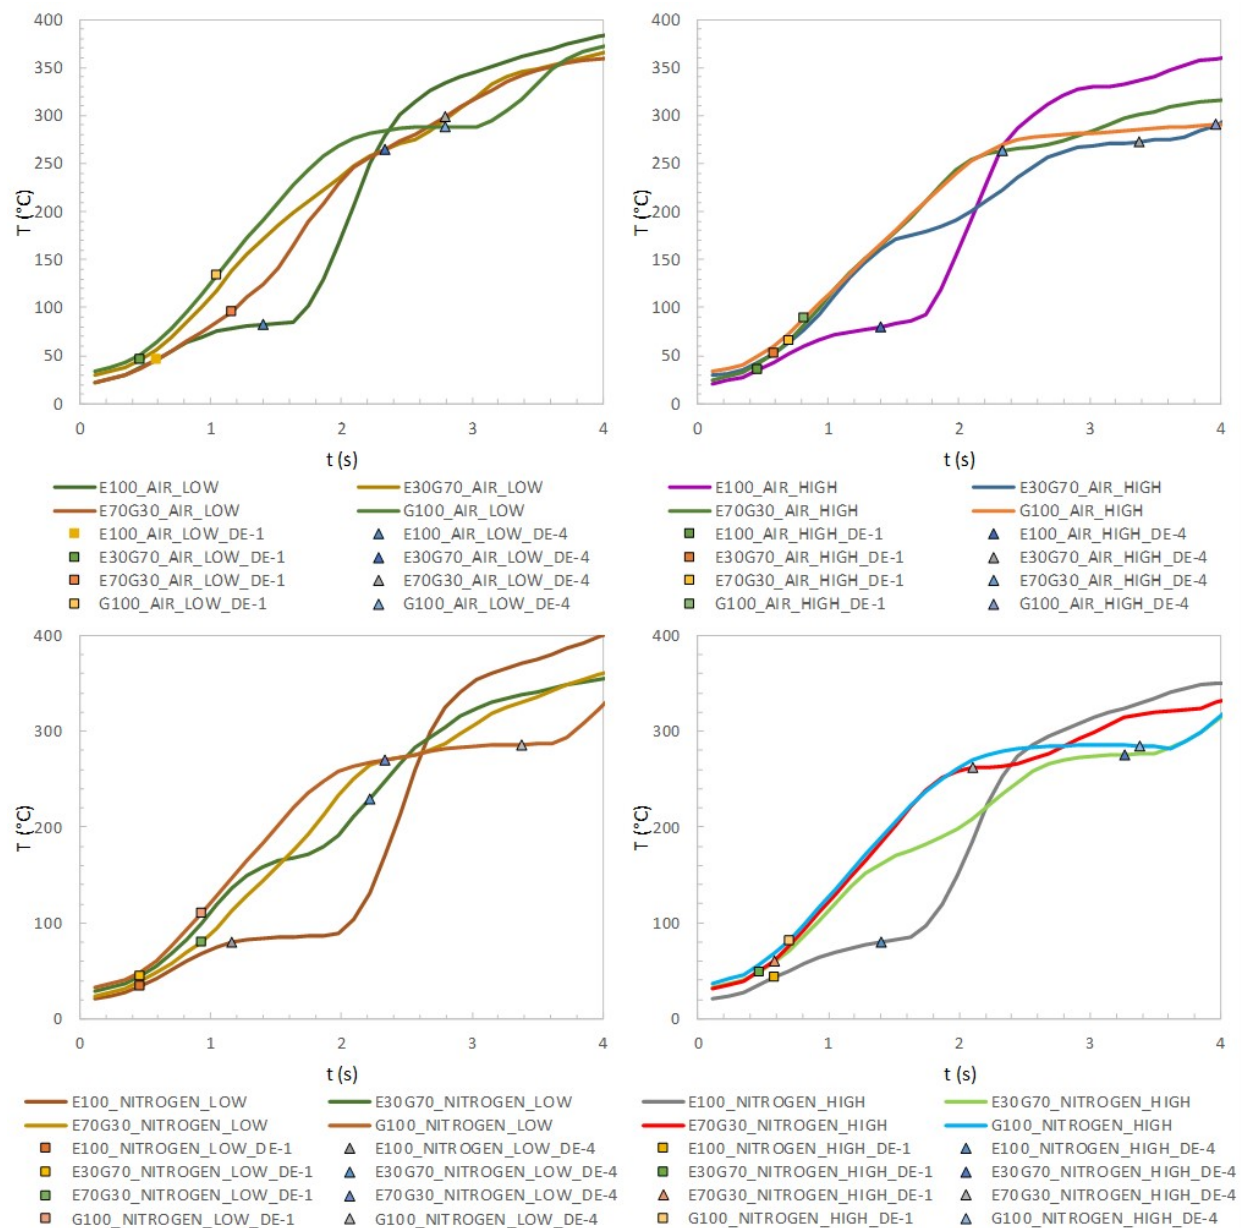 400
350
300
250
200
150
100
50
0
T (°C)
0 1 2 3 4
t (s)
E100_AIR_LOW E30G70_AIR_LOW
E70G30_AIR_LOW G100_AIR_LOW
E100_AIR_LOW_DE-1 E100_AIR_LOW_DE-4
E30G70_AIR_LOW_DE-1 E30G70_AIR_LOW_DE-4
E70G30_AIR_LOW_DE-1 E70G30_AIR_LOW_DE-4
G100_AIR_LOW_DE-1 G100_AIR_LOW_DE-4
400
350
300
250
200
150
100
50
0
T (°C)
0 1 2 3 4
t (s)
E100_AIR_HIGH E30G70_AIR_HIGH
E70G30_AIR_HIGH G100_AIR_HIGH
E100_AIR_HIGH_DE-1 E100_AIR_HIGH_DE-4
E30G70_AIR_HIGH_DE-1 E30G70_AIR_HIGH_DE-4
E70G30_AIR_HIGH_DE-1 E70G30_AIR_HIGH_DE-4
G100_AIR_HIGH_DE-1 G100_AIR_HIGH_DE-4
400
300
200
100
0
T (°C)
0 1 2 3 4
t (s)
E100_NITROGEN_LOW E30G70_NITROGEN_LOW
E70G30_NITROGEN_LOW G100_NITROGEN_LOW
E100_NITROGEN_LOW_DE-1 E100_NITROGEN_LOW_DE-4
E30G70_NITROGEN_LOW_DE-1 E30G70_NITROGEN_LOW_DE-4
E70G30_NITROGEN_LOW_DE-1 E70G30_NITROGEN_LOW_DE-4
G100_NITROGEN_LOW_DE-1 G100_NITROGEN_LOW_DE-4
400
300
200
100
0
T (°C)
0 1 2 3 4
t (s)
E100_NITROGEN_HIGH E30G70_NITROGEN_HIGH
E70G30_NITROGEN_HIGH G100_NITROGEN_HIGH
E100_NITROGEN_HIGH_DE-1 E100_NITROGEN_HIGH_DE-4
E30G70_NITROGEN_HIGH_DE-1 E30G70_NITROGEN_HIGH_DE-4
E70G30_NITROGEN_HIGH_DE-1 E70G30_NITROGEN_HIGH_DE-4
G100_NITROGEN_HIGH_DE-1 G100_NITROGEN_HIGH_DE-4